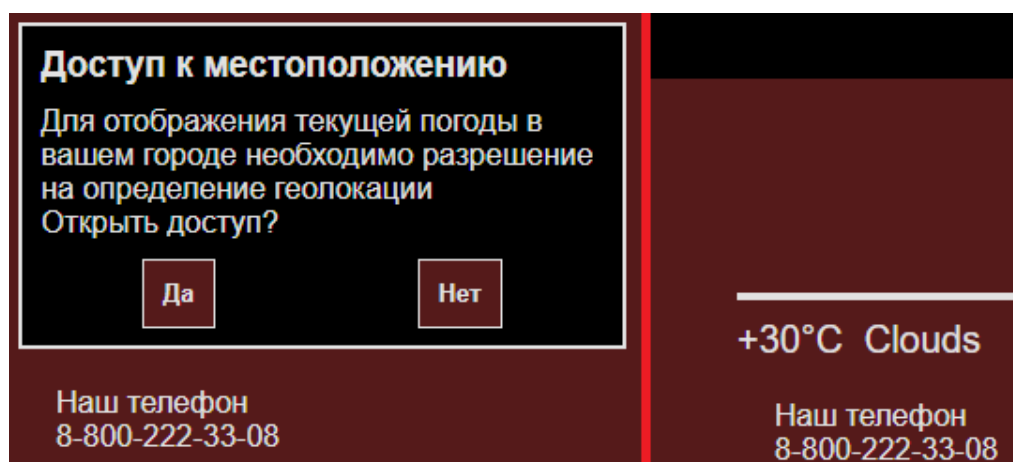 Доступ к местоположению
Для отображения текущей погоды в
вашем городе необходимо разрешение
на определение геолокации
Открыть доступ?
Да
Нет
Наш телефон
8-800-222-33-08
+30°C Clouds
Наш телефон
8-800-222-33-08